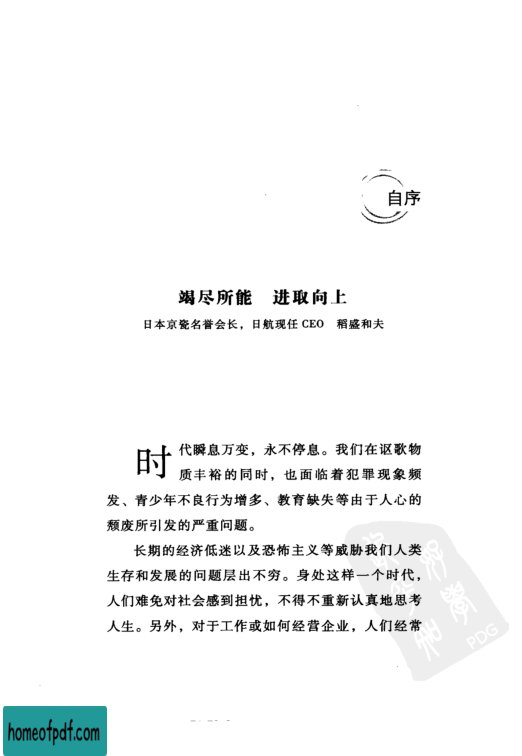 自序
竭尽所能 进取向上
日本京瓷名誉会长，日航现任 CEO 稻盛和夫
时代瞬息万变，永不停息。我们在讴歌物
质丰裕的同时，也面临着犯罪现象频
发、青少年不良行为增多、教育缺失等由于人心的
颓废所引发的严重问题。
长期的经济低迷以及恐怖主义等威胁我们人类
生存和发展的问题层出不穷。身处这样一个时代，
人们难免对社会感到担忧，不得不重新认真地思考
人生。另外，对于工作或如何经营企业，人们经常
PDG
homeofpdf.com